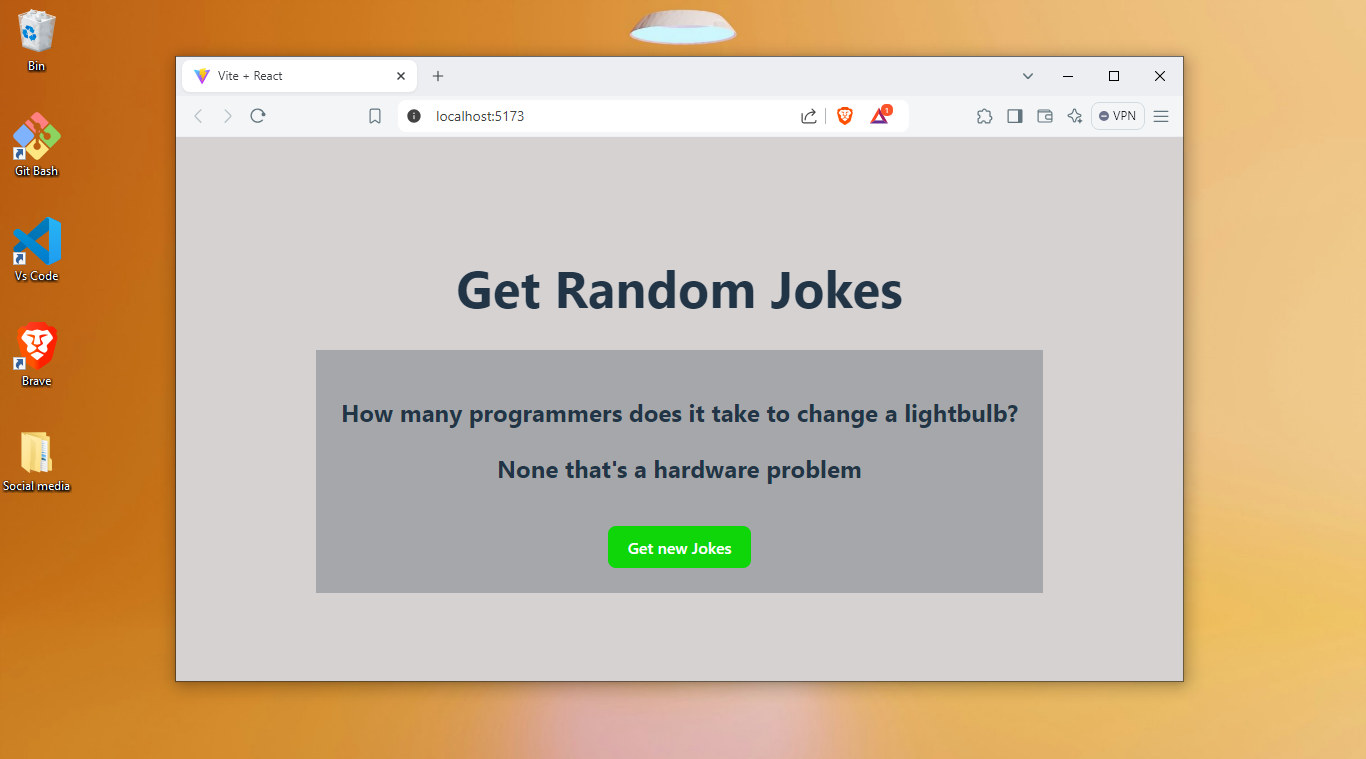 Bin
Git Bash
Vs Code
Brave
Social media
Vite + React
localhost:5173
1
VPN
Get Random Jokes
How many programmers does it take to change a lightbulb?
None that's a hardware problem
Get new Jokes